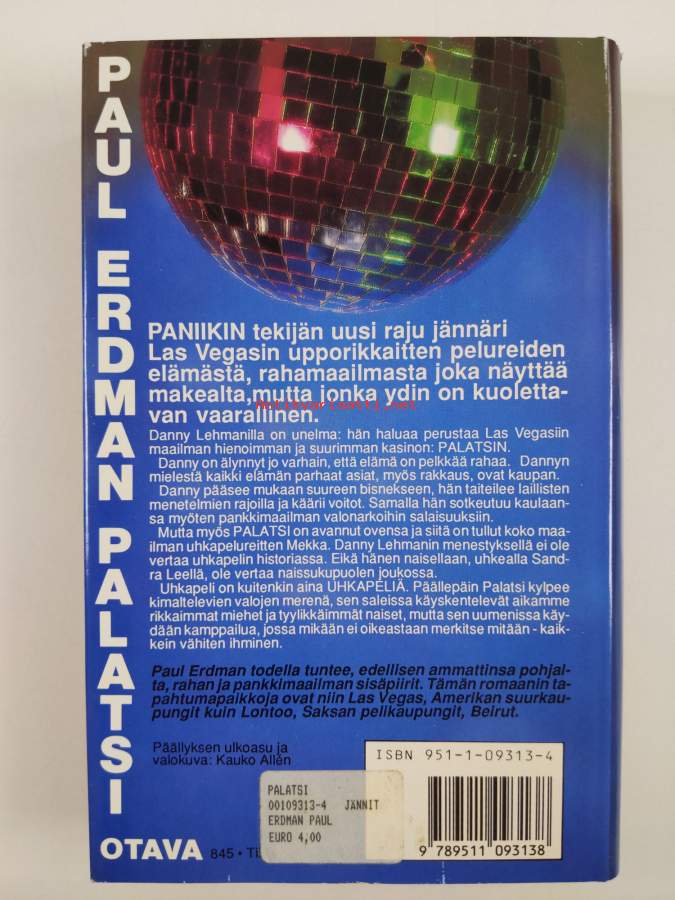 PAUL ERDMAN PALATSI
PANIIKIN tekijän uusi raju jännäri
Las Vegasin upporikkaitten pelureiden
elämästä, rahamaailmasta joka näyttää
makealta, mutta jonka ydin on kuoletta-
van vaarallinen.
Antikvariaatti.net
Danny Lehmanilla on unelma: hän haluaa perustaa Las Vegasiin
maailman hienoimman ja suurimman kasinon: PALATSIN.
Danny on älynnyt jo varhain, että elämä on pelkkää rahaa. Dannyn
mielestä kaikki elämän parhaat asiat, myös rakkaus, ovat kaupan.
Danny pääsee mukaan suureen bisnekseen, hän taiteilee laillisten
menetelmien rajoilla ja käärii voitot. Samalla hän sotkeutuu kaulaan-
sa myöten pankkimaailman valonarkoihin salaisuuksiin.
Mutta myös PALATSI on avannut ovensa ja siitä on tullut koko maa-
ilman uhkapelureitten Mekka. Danny Lehmanin menestyksellä ei ole
vertaa uhkapelin historiassa. Eikä hänen naisellaan, uhkealla Sand-
ra Leellä, ole vertaa naissukupuolen joukossa.
Uhkapeli on kuitenkin aina UHKAPELIÄ. Päällepäin Palatsi kylpee
kimaltelevien valojen merenä, sen saleissa käyskentelevät aikamme
rikkaimmat miehet ja tyylikkäimmät naiset, mutta sen uumenissa käy-
dään kamppailua, jossa mikään ei oikeastaan merkitse mitään - kaik-
kein vähiten ihminen.
Paul Erdman todella tuntee, edellisen ammattinsa pohjal-
ta, rahan ja pankkimaailman sisäpiirit. Tämän romaanin ta-
pahtumapaikkoja ovat niin Las Vegas, Amerikan suurkau-
pungit kuin Lontoo, Saksan pelikaupungit, Beirut.
Päällyksen ulkoasu ja
valokuva: Kauko Allén
ISBN 951-1-09313-4
PALATSI
00109313-4 JÄNNIT
ERDMAN PAUL
EURO 4,00
9 789511 093138
OTAVA 845 •